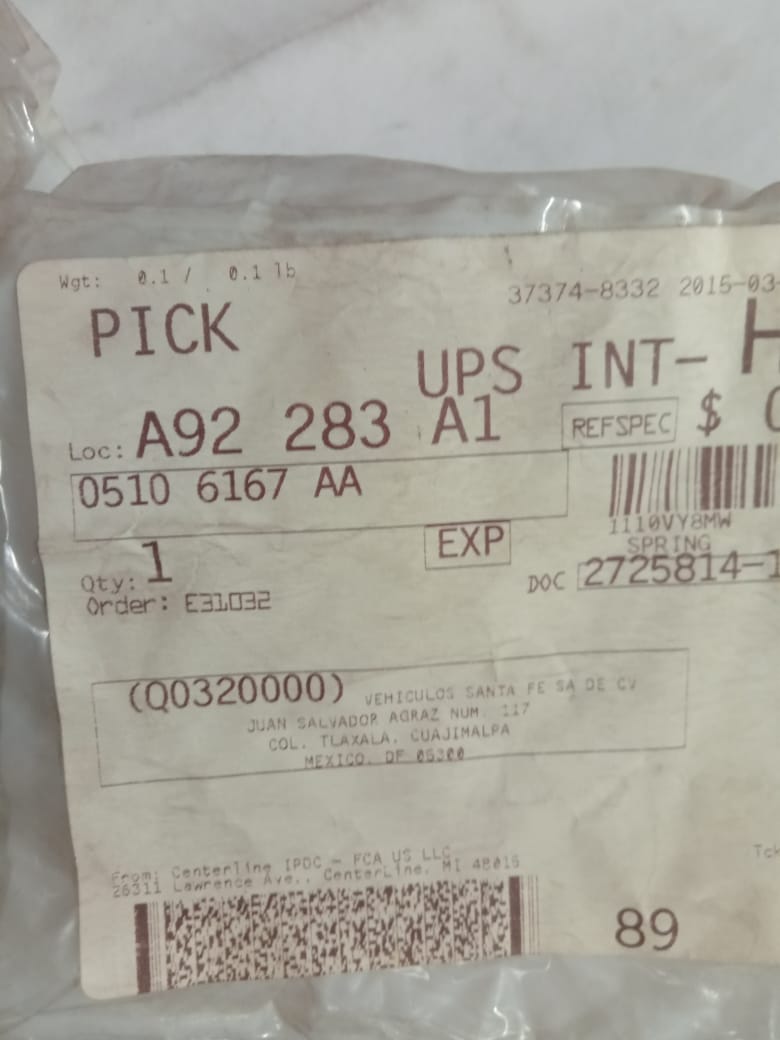 Wgt: 0.1 / 0.1 lb
37374-8332 2015-03-
PICK
UPS INT- H
Loc: A92 283 A1
REFSPEC $
0510 6167 AA
1110VY8MW
SPRING
EXP
Qty: 1
DOC 2725814-1
Order: E31032
(Q0320000) VEHICULOS SANTA FE SA DE CV
JUAN SALVADOR AGRAZ NUM. 117
COL. TLAXALA, CUAJIMALPA
MEXICO, DF 05300
Tck
From: Centerline IPDC - FCA US LLC
26311 Lawrence Ave., CenterLine, MI 48015
89